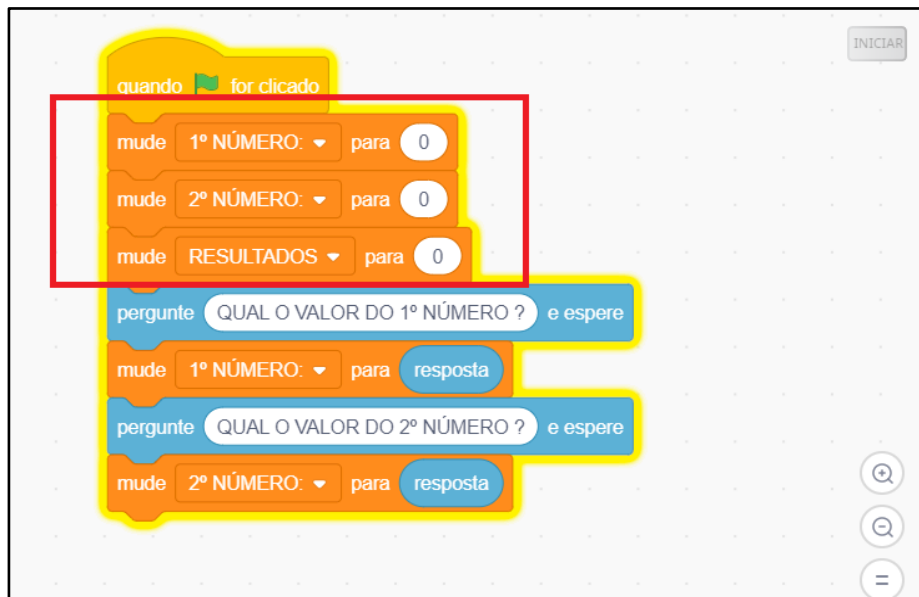 INICIAR
quando for clicado
mude 1º NÚMERO: para 0
mude 2º NÚMERO: para 0
mude RESULTADOS para 0
pergunte QUAL O VALOR DO 1º NÚMERO ? e espere
mude 1º NÚMERO: para resposta
pergunte QUAL O VALOR DO 2º NÚMERO ? e espere
mude 2º NÚMERO: para resposta